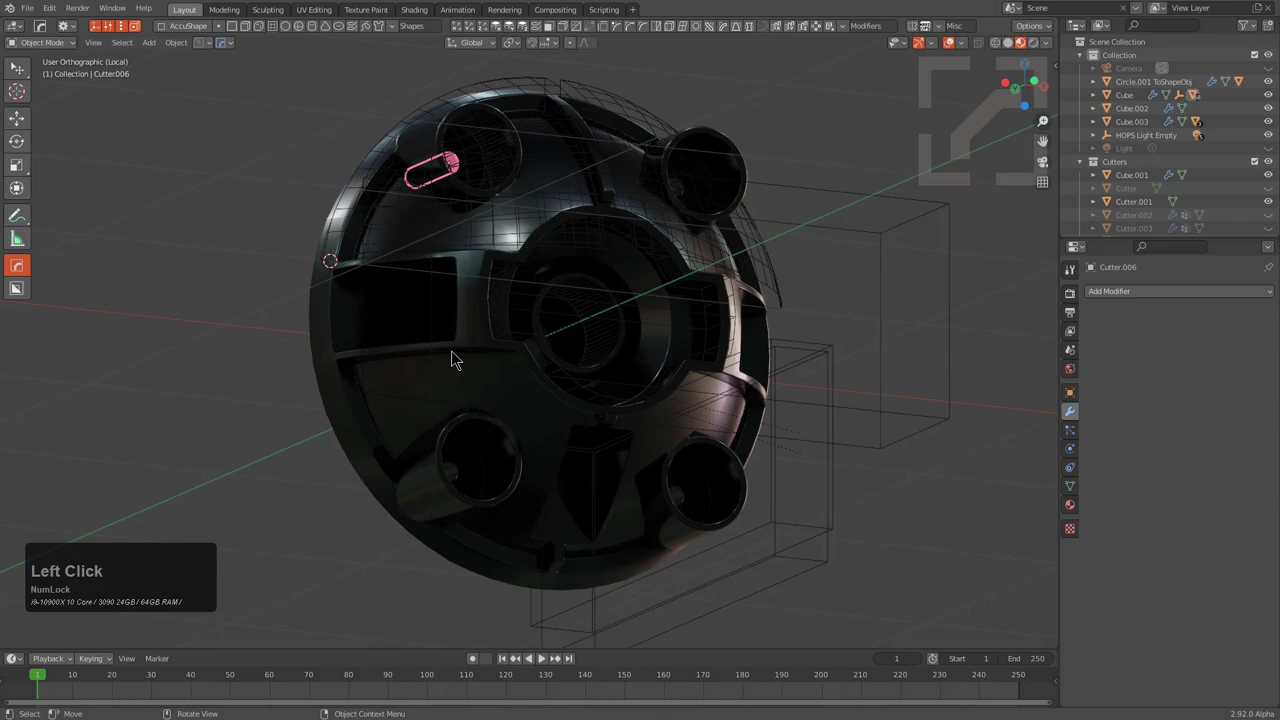 File Edit Render Window Help
Layout Modeling Sculpting UV Editing Texture Paint Shading Animation Rendering Compositing Scripting +
Scene
View Layer
AccuShape
Shapes
Modifiers
Misc
Options
Object Mode View Select Add Object
Global
User Orthographic (Local)
(1) Collection | Cutter.006
Scene Collection
Collection
Camera
Circle.001 ToShapeObj
Cube
Cube.002
Cube.003
HOPS Light Empty
Light
Cutters
Cube.001
Cutter
Cutter.001
Cutter.002
Cutter.003
Cutter.006
Add Modifier
Left Click
NumLock
i9-10900X 10 Core / 3090 24GB / 64GB RAM /
Playback Keying View Marker
1
Start 1
End 250
1 10 20 30 40 50 60 70 80 90 100 110 120 130 140 150 160 170 180 190 200 210 220 230 240 250
Select Move Rotate View Object Context Menu
2.92.0 Alpha